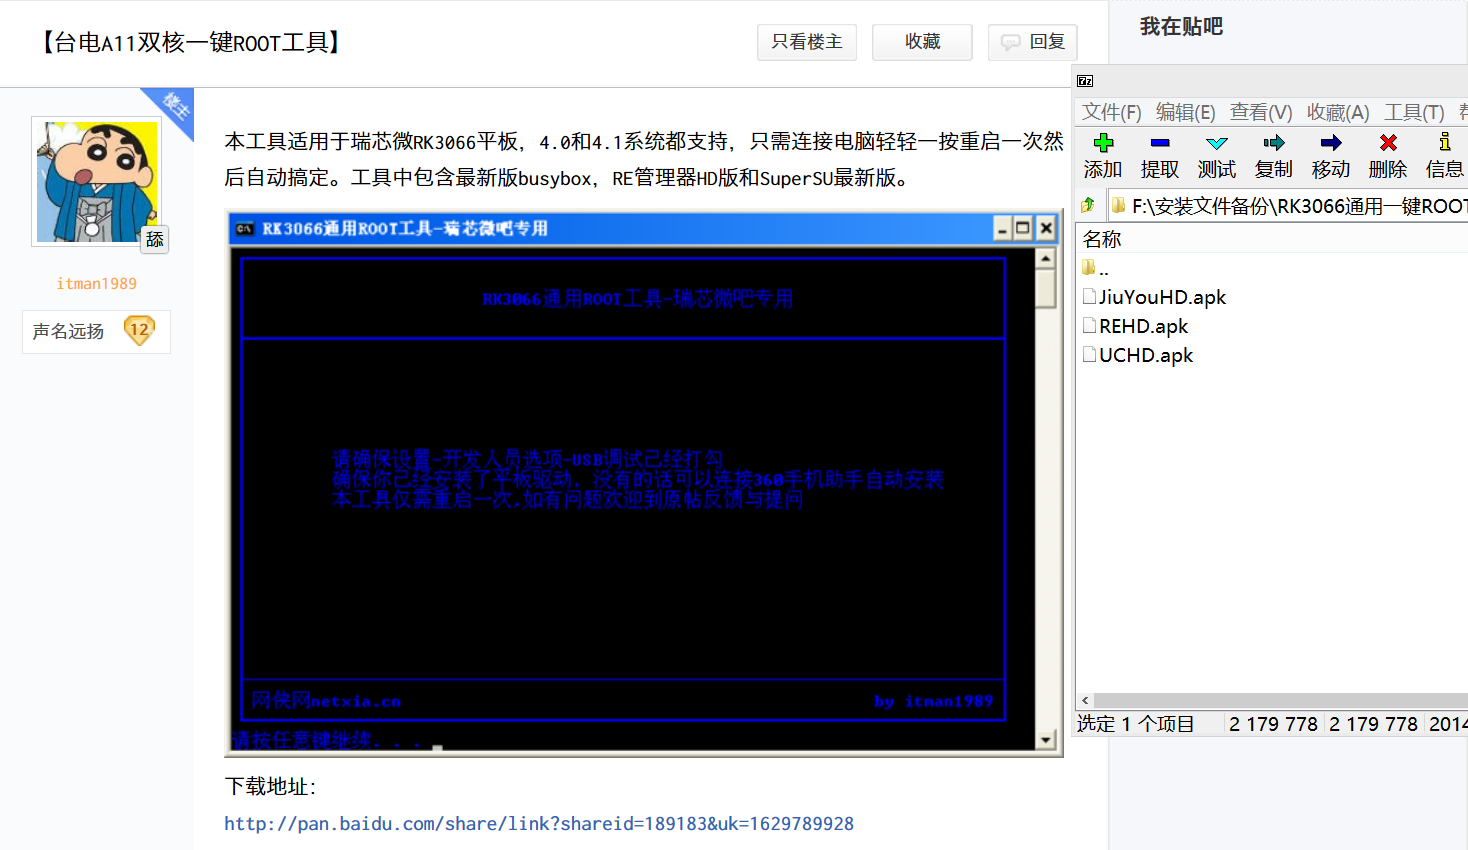 【台电A11双核一键ROOT工具】
只看楼主
收藏
回复
我在贴吧
楼主
舔
itman1989
声名远扬 12
本工具适用于瑞芯微RK3066平板，4.0和4.1系统都支持，只需连接电脑轻轻一按重启一次然
后自动搞定。工具中包含最新版busybox，RE管理器HD版和SuperSU最新版。
RK3066通用ROOT工具-瑞芯微吧专用
RK3066通用ROOT工具-瑞芯微吧专用
请确保设置-开发人员选项-USB调试已经打勾
确保你已经安装了平板驱动，没有的话可以连接360手机助手自动安装
本工具仅需重启一次,如有问题欢迎到原帖反馈与提问
网侠网netxia.cn
by itman1989
请按任意键继续. . .
下载地址：
http://pan.baidu.com/share/link?shareid=189183&uk=1629789928
7z
文件(F) 编辑(E) 查看(V) 收藏(A) 工具(T)
添加 提取 测试 复制 移动 删除 信息
F:\安装文件备份\RK3066通用一键ROOT
名称
..
JiuYouHD.apk
REHD.apk
UCHD.apk
选定 1 个项目 2 179 778 2 179 778 2014